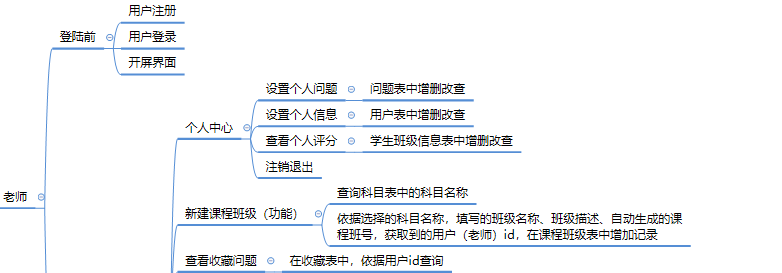 用户注册
登陆前
用户登录
开屏界面
设置个人问题
问题表中增删改查
设置个人信息
用户表中增删改查
个人中心
查看个人评分
学生班级信息表中增删改查
注销退出
老师
查询科目表中的科目名称
新建课程班级（功能）
依据选择的科目名称，填写的班级名称、班级描述、自动生成的课
程班号，获取到的用户（老师）id，在课程班级表中增加记录
查看收藏问题
在收藏表中，依据用户id查询